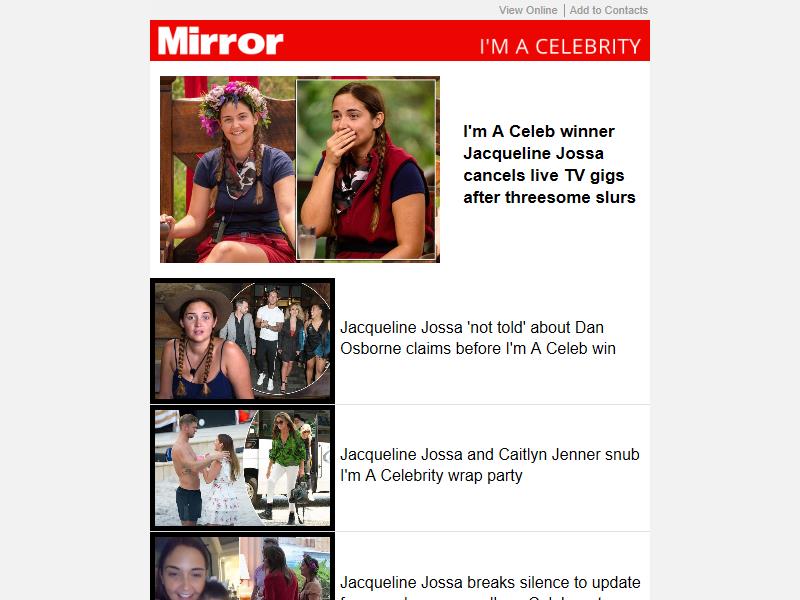 View Online | Add to Contacts
Mirror
I'M A CELEBRITY
I'm A Celeb winner
Jacqueline Jossa
cancels live TV gigs
after threesome slurs
Jacqueline Jossa 'not told' about Dan
Osborne claims before I'm A Celeb win
Jacqueline Jossa and Caitlyn Jenner snub
I'm A Celebrity wrap party
Jacqueline Jossa breaks silence to update